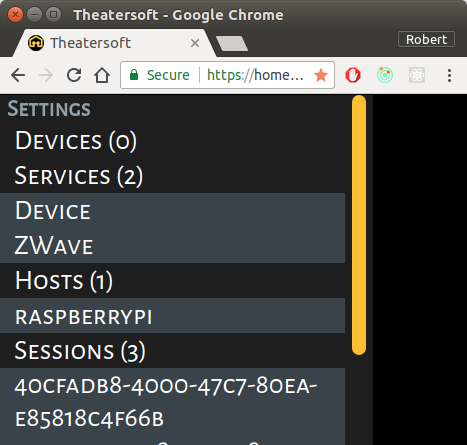 Theatersoft - Google Chrome
Theatersoft
Robert
Secure https://home...
Settings
Devices (0)
Services (2)
Device
ZWave
Hosts (1)
raspberrypi
Sessions (3)
40cfadb8-4000-47c7-80ea-
e85818c4f66b